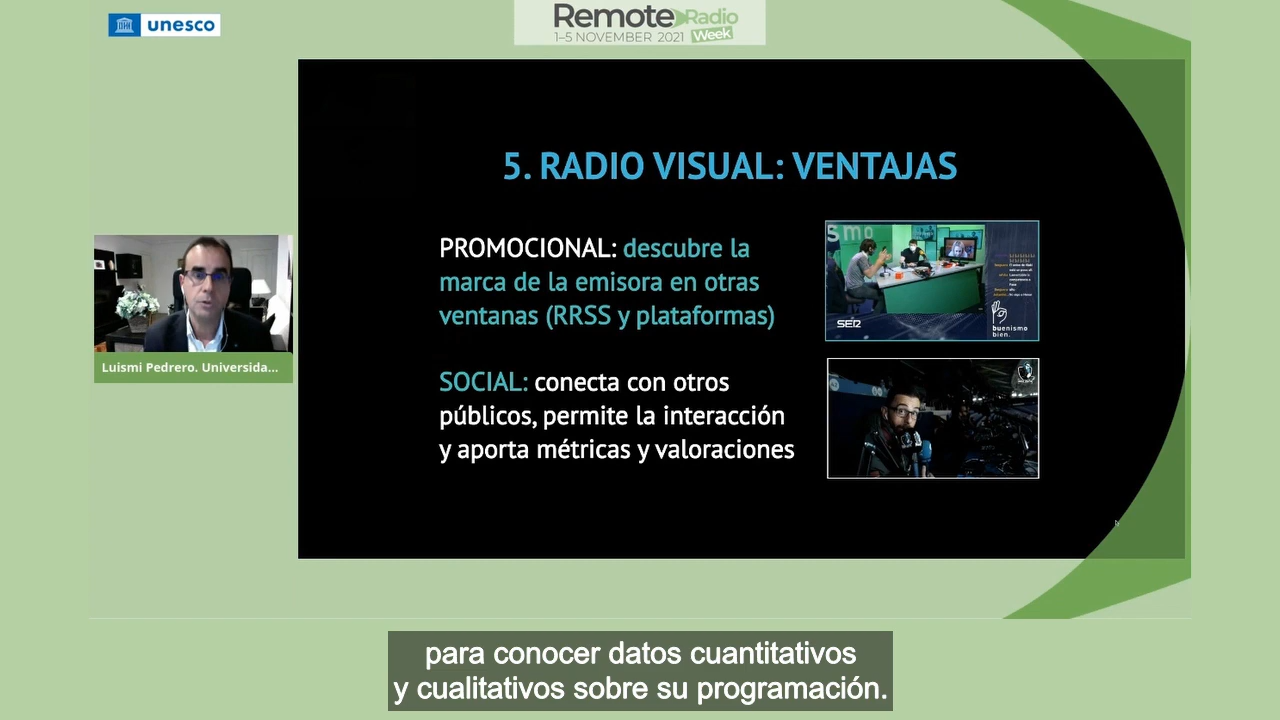 unesco
Remote Radio
Week
1–5 NOVEMBER 2021
5. RADIO VISUAL: VENTAJAS
PROMOCIONAL: descubre la
marca de la emisora en otras
ventanas (RRSS y plataformas)
SER
buenismo
bien.
SOCIAL: conecta con otros
públicos, permite la interacción
y aporta métricas y valoraciones
Luismi Pedrero. Universida...
para conocer datos cuantitativos
y cualitativos sobre su programación.